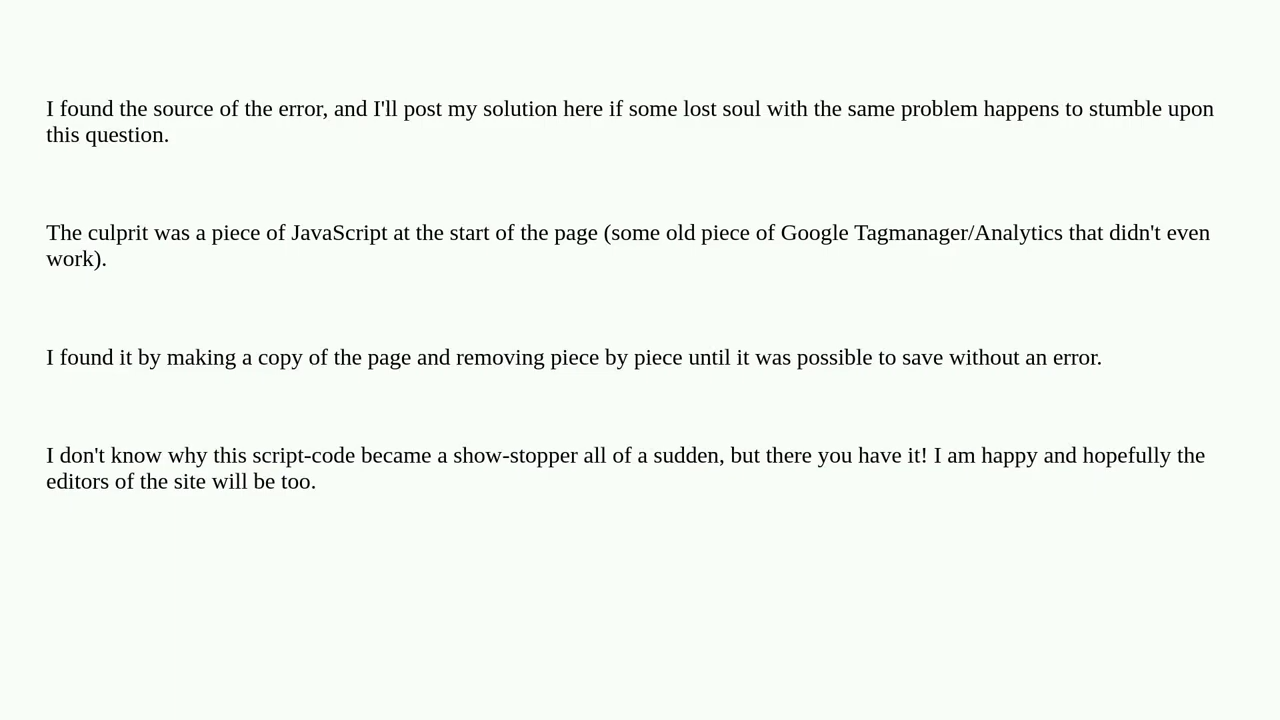 I found the source of the error, and I'll post my solution here if some lost soul with the same problem happens to stumble upon
this question.
The culprit was a piece of JavaScript at the start of the page (some old piece of Google Tagmanager/Analytics that didn't even
work).
I found it by making a copy of the page and removing piece by piece until it was possible to save without an error.
I don't know why this script-code became a show-stopper all of a sudden, but there you have it! I am happy and hopefully the
editors of the site will be too.